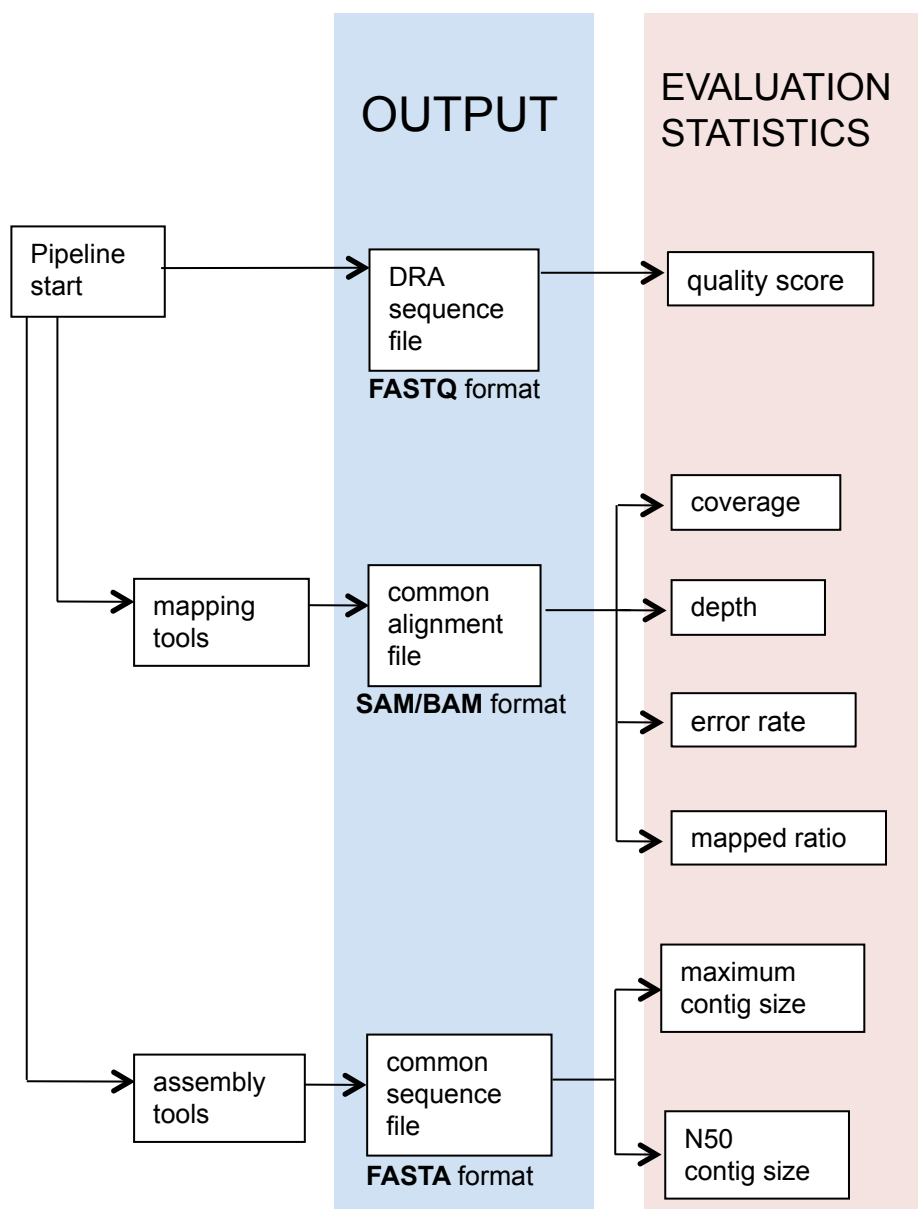 OUTPUT
EVALUATION
STATISTICS
Pipeline
start
DRA
sequence
file
FASTQ format
quality score
mapping
tools
common
alignment
file
SAM/BAM format
coverage
depth
error rate
mapped ratio
assembly
tools
common
sequence
file
FASTA format
maximum
contig size
N50
contig size